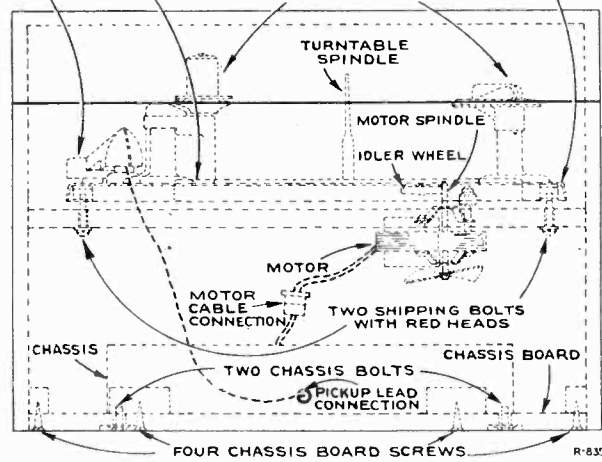 TURNTABLE
SPINDLE
MOTOR SPINDLE
IDLER WHEEL
MOTOR
MOTOR
CABLE
CONNECTION
TWO SHIPPING BOLTS
WITH RED HEADS
CHASSIS
CHASSIS BOARD
TWO CHASSIS BOLTS
PICKUP LEAD
CONNECTION
FOUR CHASSIS BOARD SCREWS
R-835